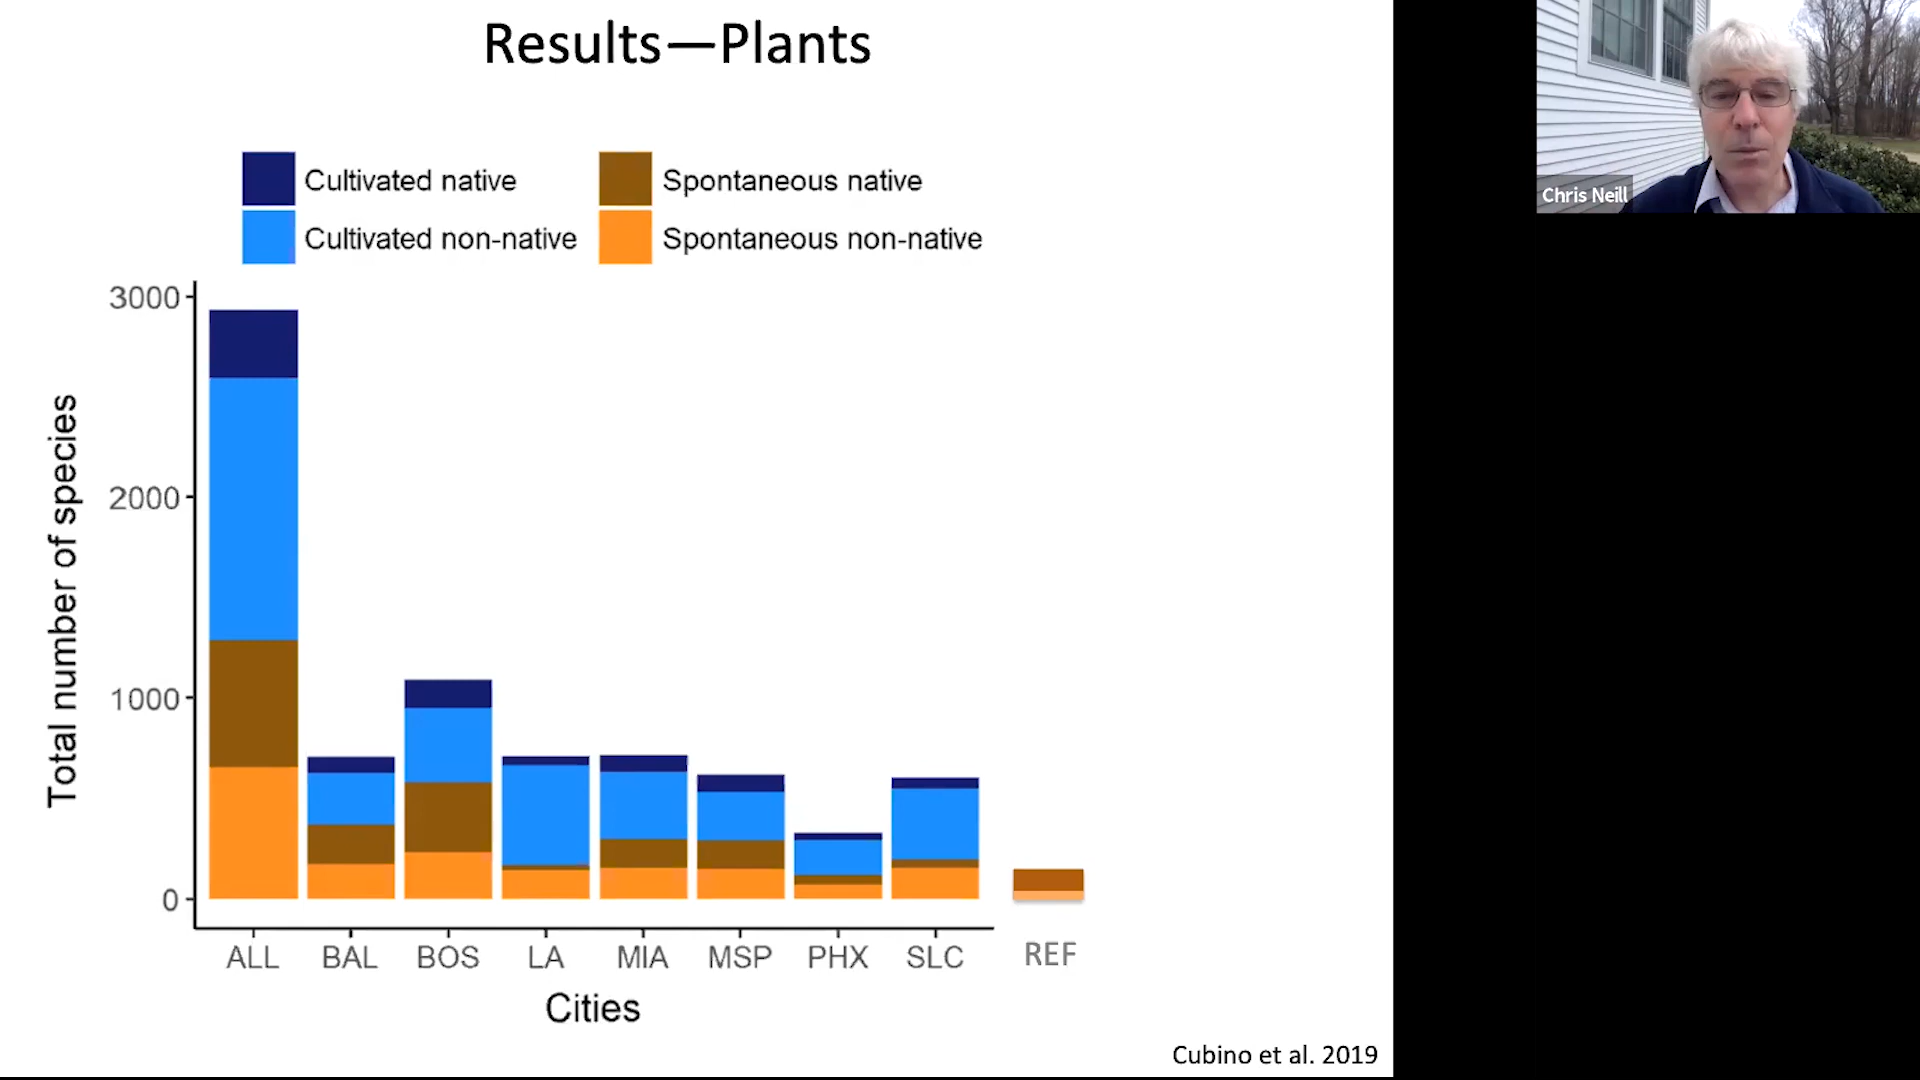 Results—Plants
Cultivated native
Spontaneous native
Cultivated non-native
Spontaneous non-native
3000
2000
1000
0
Total number of species
ALL
BAL
BOS
LA
MIA
MSP
PHX
SLC
REF
Cities
Cubino et al. 2019
Chris Neill